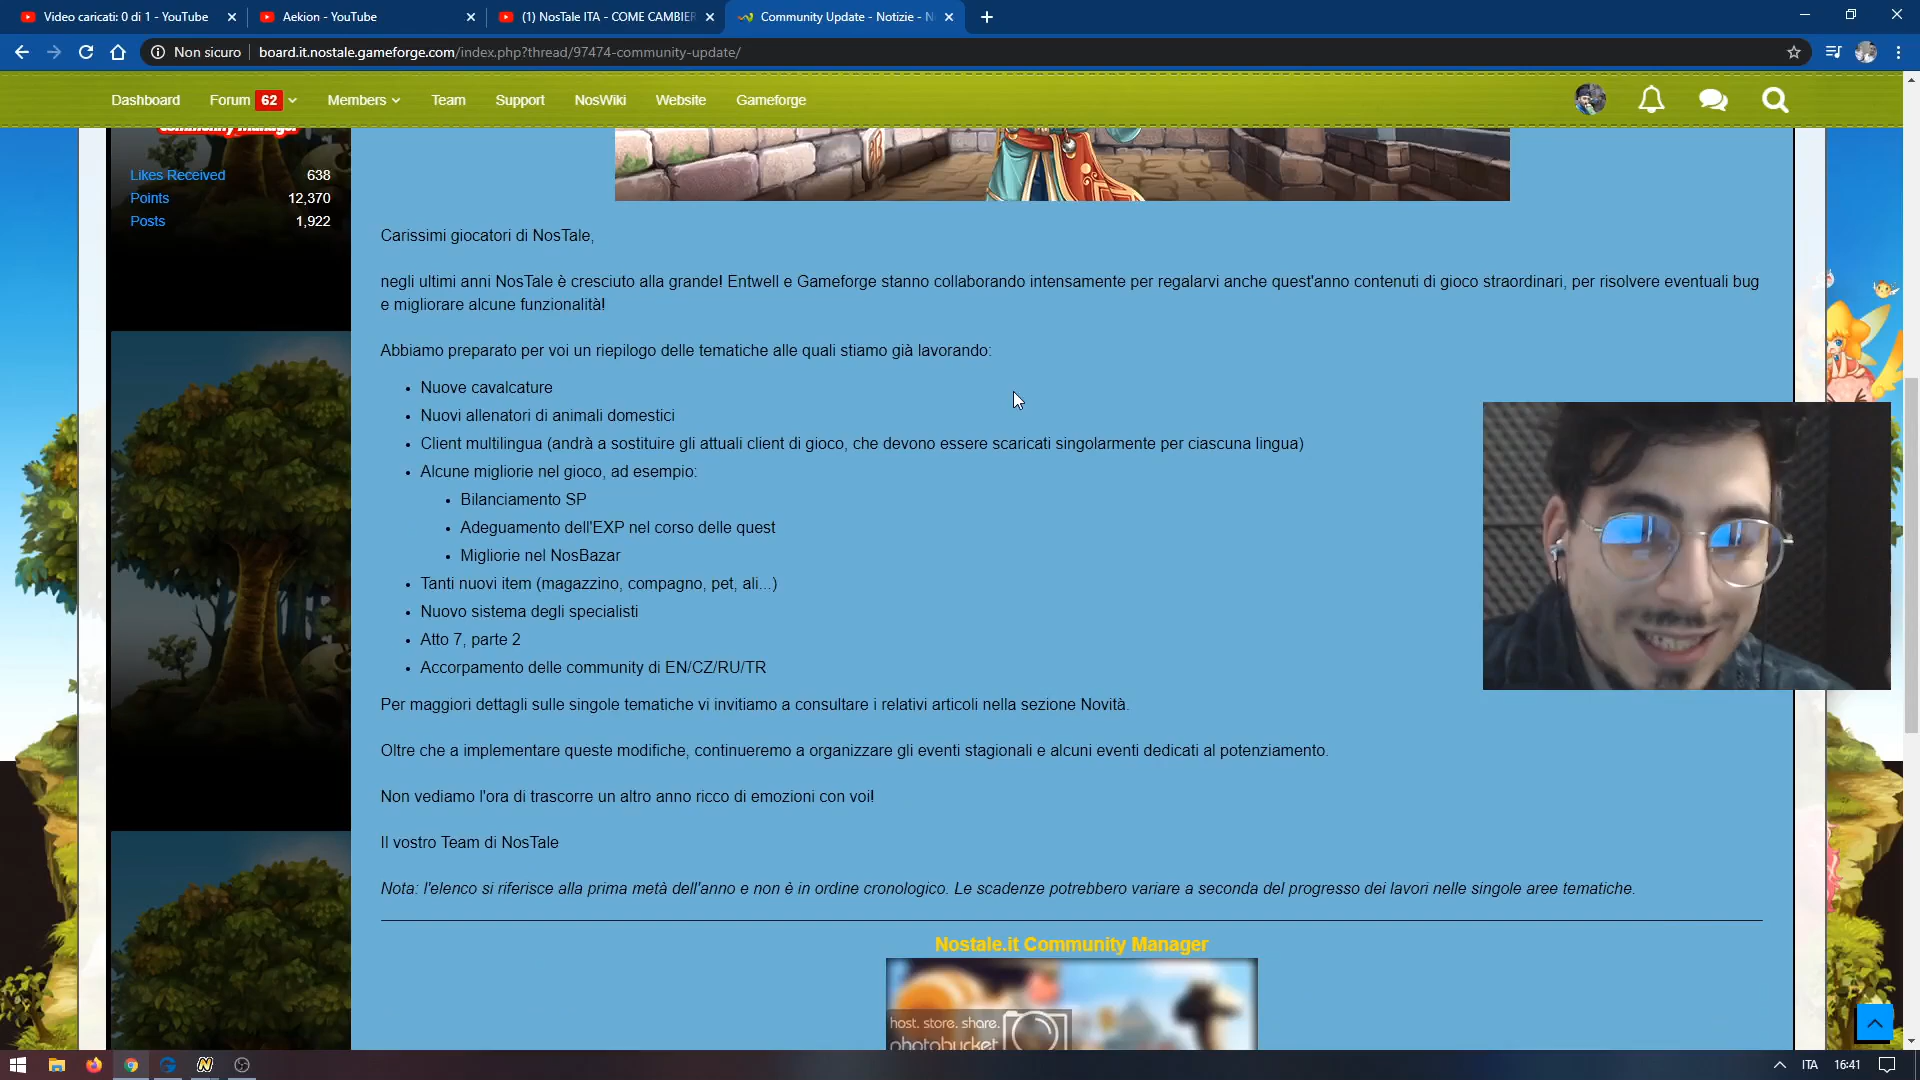 Video caricati: 0 di 1 - YouTube
Aekion - YouTube
(1) NosTale ITA - COME CAMBIER
Community Update - Notizie - N
Non sicuro
board.it.nostale.gameforge.com/index.php?thread/97474-community-update/
Dashboard
Forum 62
Members
Team
Support
NosWiki
Website
Gameforge
Community Manager
Likes Received 638
Points 12,370
Posts 1,922
Carissimi giocatori di NosTale,
negli ultimi anni NosTale è cresciuto alla grande! Entwell e Gameforge stanno collaborando intensamente per regalarvi anche quest'anno contenuti di gioco straordinari, per risolvere eventuali bug
e migliorare alcune funzionalità!
Abbiamo preparato per voi un riepilogo delle tematiche alle quali stiamo già lavorando:
• Nuove cavalcature
• Nuovi allenatori di animali domestici
• Client multilingua (andrà a sostituire gli attuali client di gioco, che devono essere scaricati singolarmente per ciascuna lingua)
• Alcune migliorie nel gioco, ad esempio:
• Bilanciamento SP
• Adeguamento dell'EXP nel corso delle quest
• Migliorie nel NosBazar
• Tanti nuovi item (magazzino, compagno, pet, ali...)
• Nuovo sistema degli specialisti
• Atto 7, parte 2
• Accorpamento delle community di EN/CZ/RU/TR
Per maggiori dettagli sulle singole tematiche vi invitiamo a consultare i relativi articoli nella sezione Novità.
Oltre che a implementare queste modifiche, continueremo a organizzare gli eventi stagionali e alcuni eventi dedicati al potenziamento.
Non vediamo l'ora di trascorre un altro anno ricco di emozioni con voi!
Il vostro Team di NosTale
Nota: l'elenco si riferisce alla prima metà dell'anno e non è in ordine cronologico. Le scadenze potrebbero variare a seconda del progresso dei lavori nelle singole aree tematiche.
Nostale.it Community Manager
host. store. share.
photobucket
ITA
16:41